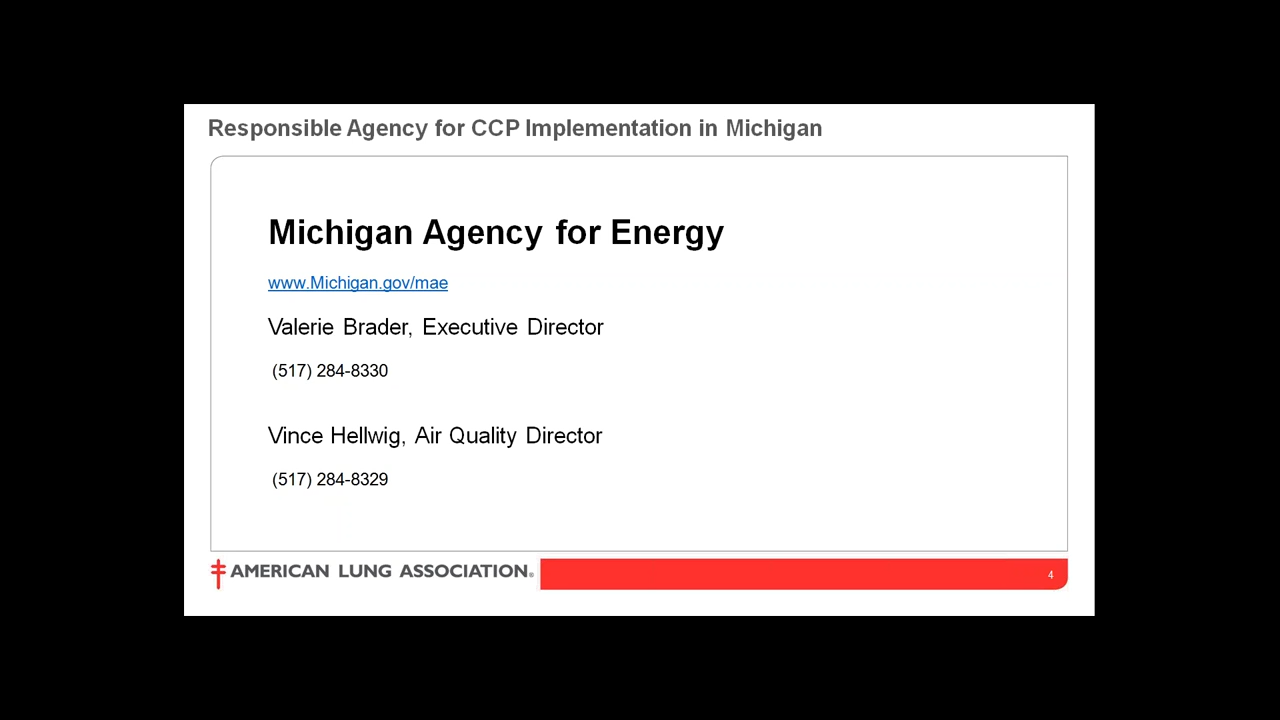 Responsible Agency for CCP Implementation in Michigan
Michigan Agency for Energy
www.Michigan.gov/mae
Valerie Brader, Executive Director
(517) 284-8330
Vince Hellwig, Air Quality Director
(517) 284-8329
AMERICAN LUNG ASSOCIATION®
4